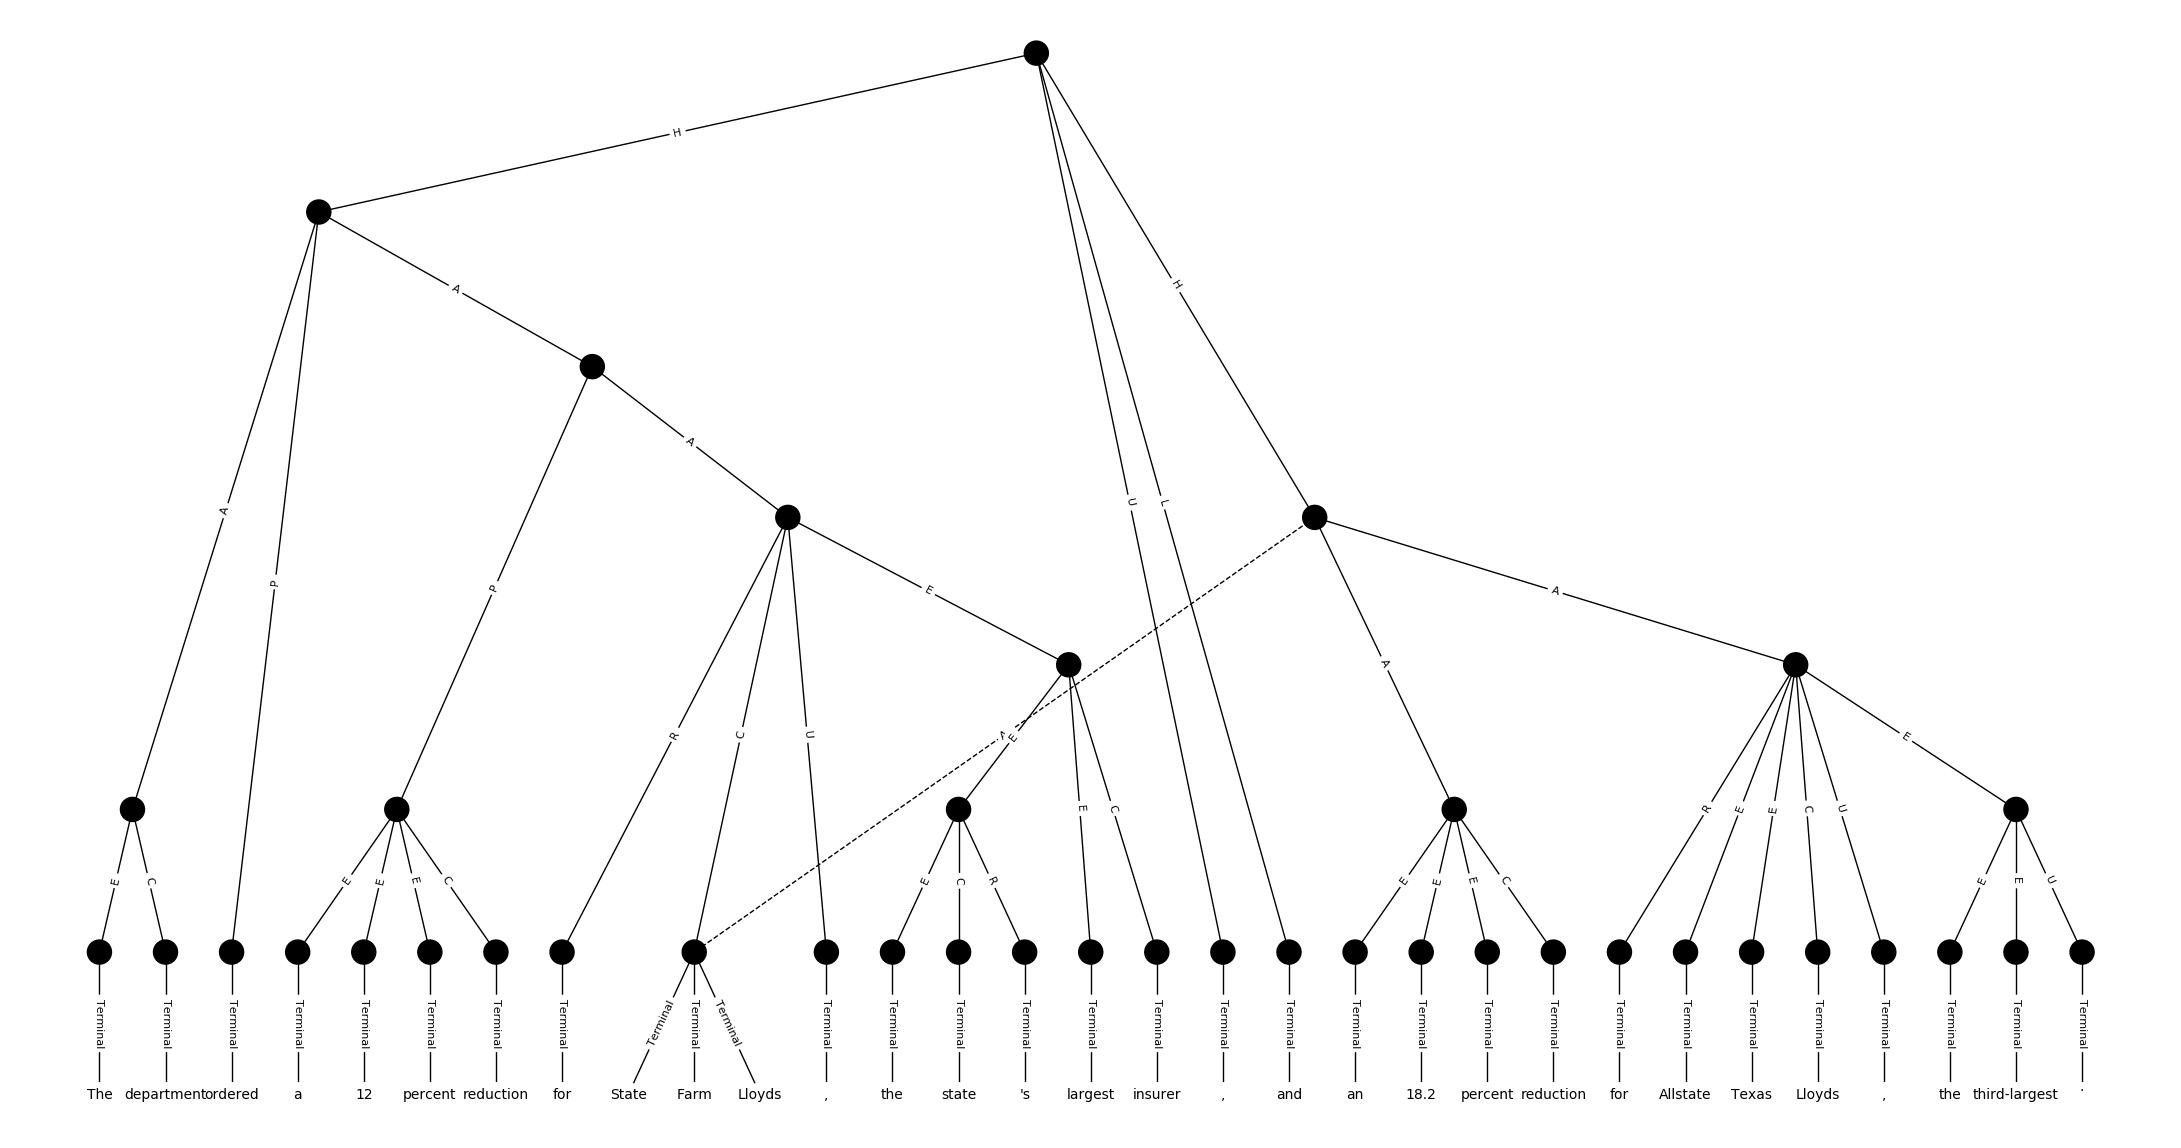 H
H
A
A
U
L
A
P
P
E
A
A
R
C
U
A
E
E
E
C
R
E
E
C
U
E
C
E
E
E
C
E
C
R
E
E
E
C
E
E
U
Terminal Terminal Terminal Terminal Terminal Terminal Terminal Terminal Terminal Terminal Terminal Terminal Terminal Terminal Terminal Terminal Terminal Terminal Terminal Terminal Terminal Terminal Terminal Terminal Terminal Terminal Terminal Terminal Terminal Terminal Terminal
The department ordered a 12 percent reduction for State Farm Lloyds , the state 's largest insurer , and an 18.2 percent reduction for Allstate Texas Lloyds , the third-largest .